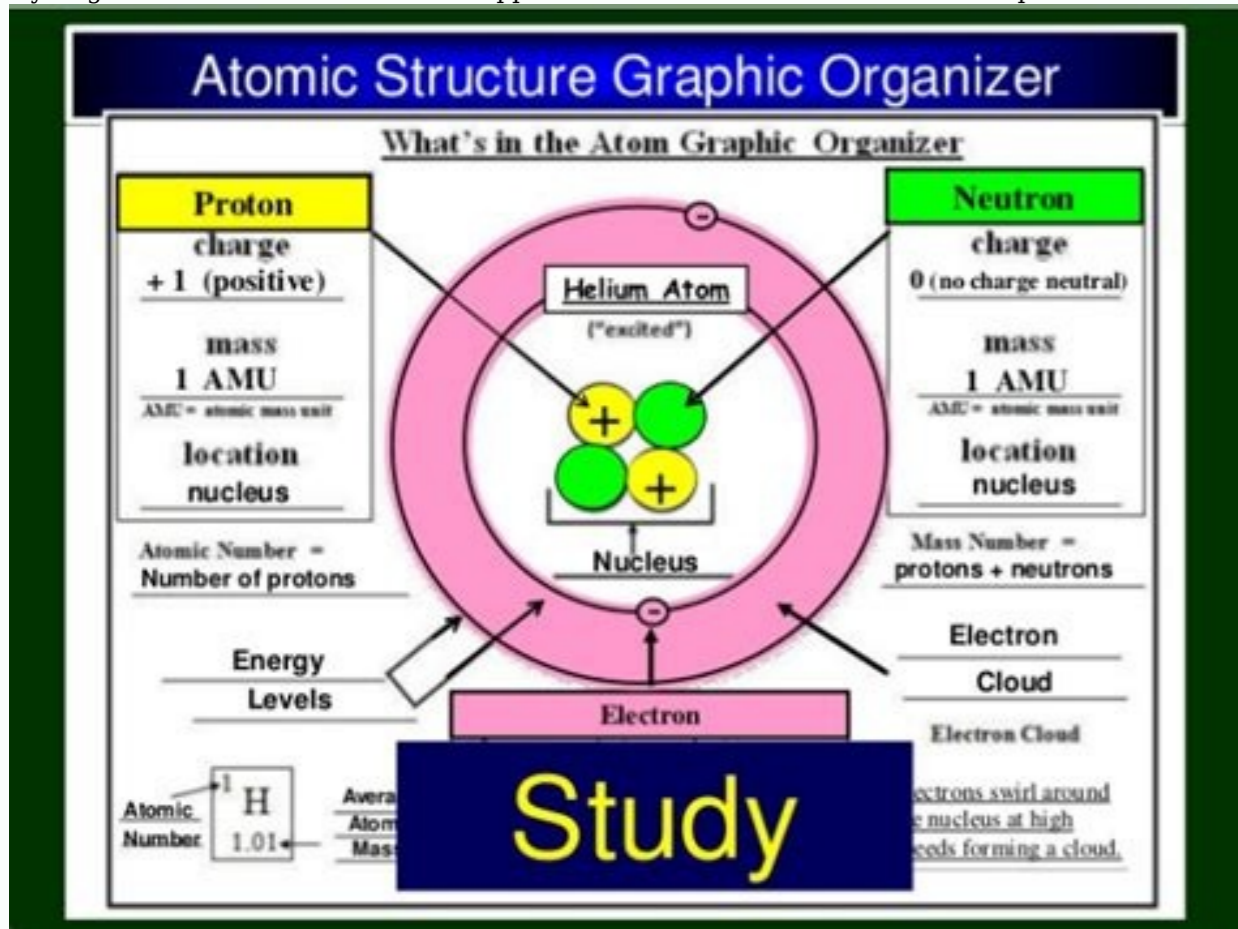 Atomic Structure Graphic Organizer
What's in the Atom Graphic Organizer
Proton
charge
+ 1 (positive)
mass
1 AMU
AMU = atomic mass unit
location
nucleus
Atomic Number =
Number of protons
Neutron
charge
0 (no charge neutral)
mass
1 AMU
AMU = atomic mass unit
location
nucleus
Mass Number =
protons + neutrons
Helium Atom
("excited")
+
+
-
-
Nucleus
Energy
Levels
Electron
Cloud
Electron Cloud
Electron
Study
Atomic
Number
1
H
1.01
Avera
Atom
Mass
ectrons swirl around
e nucleus at high
eeds forming a cloud.